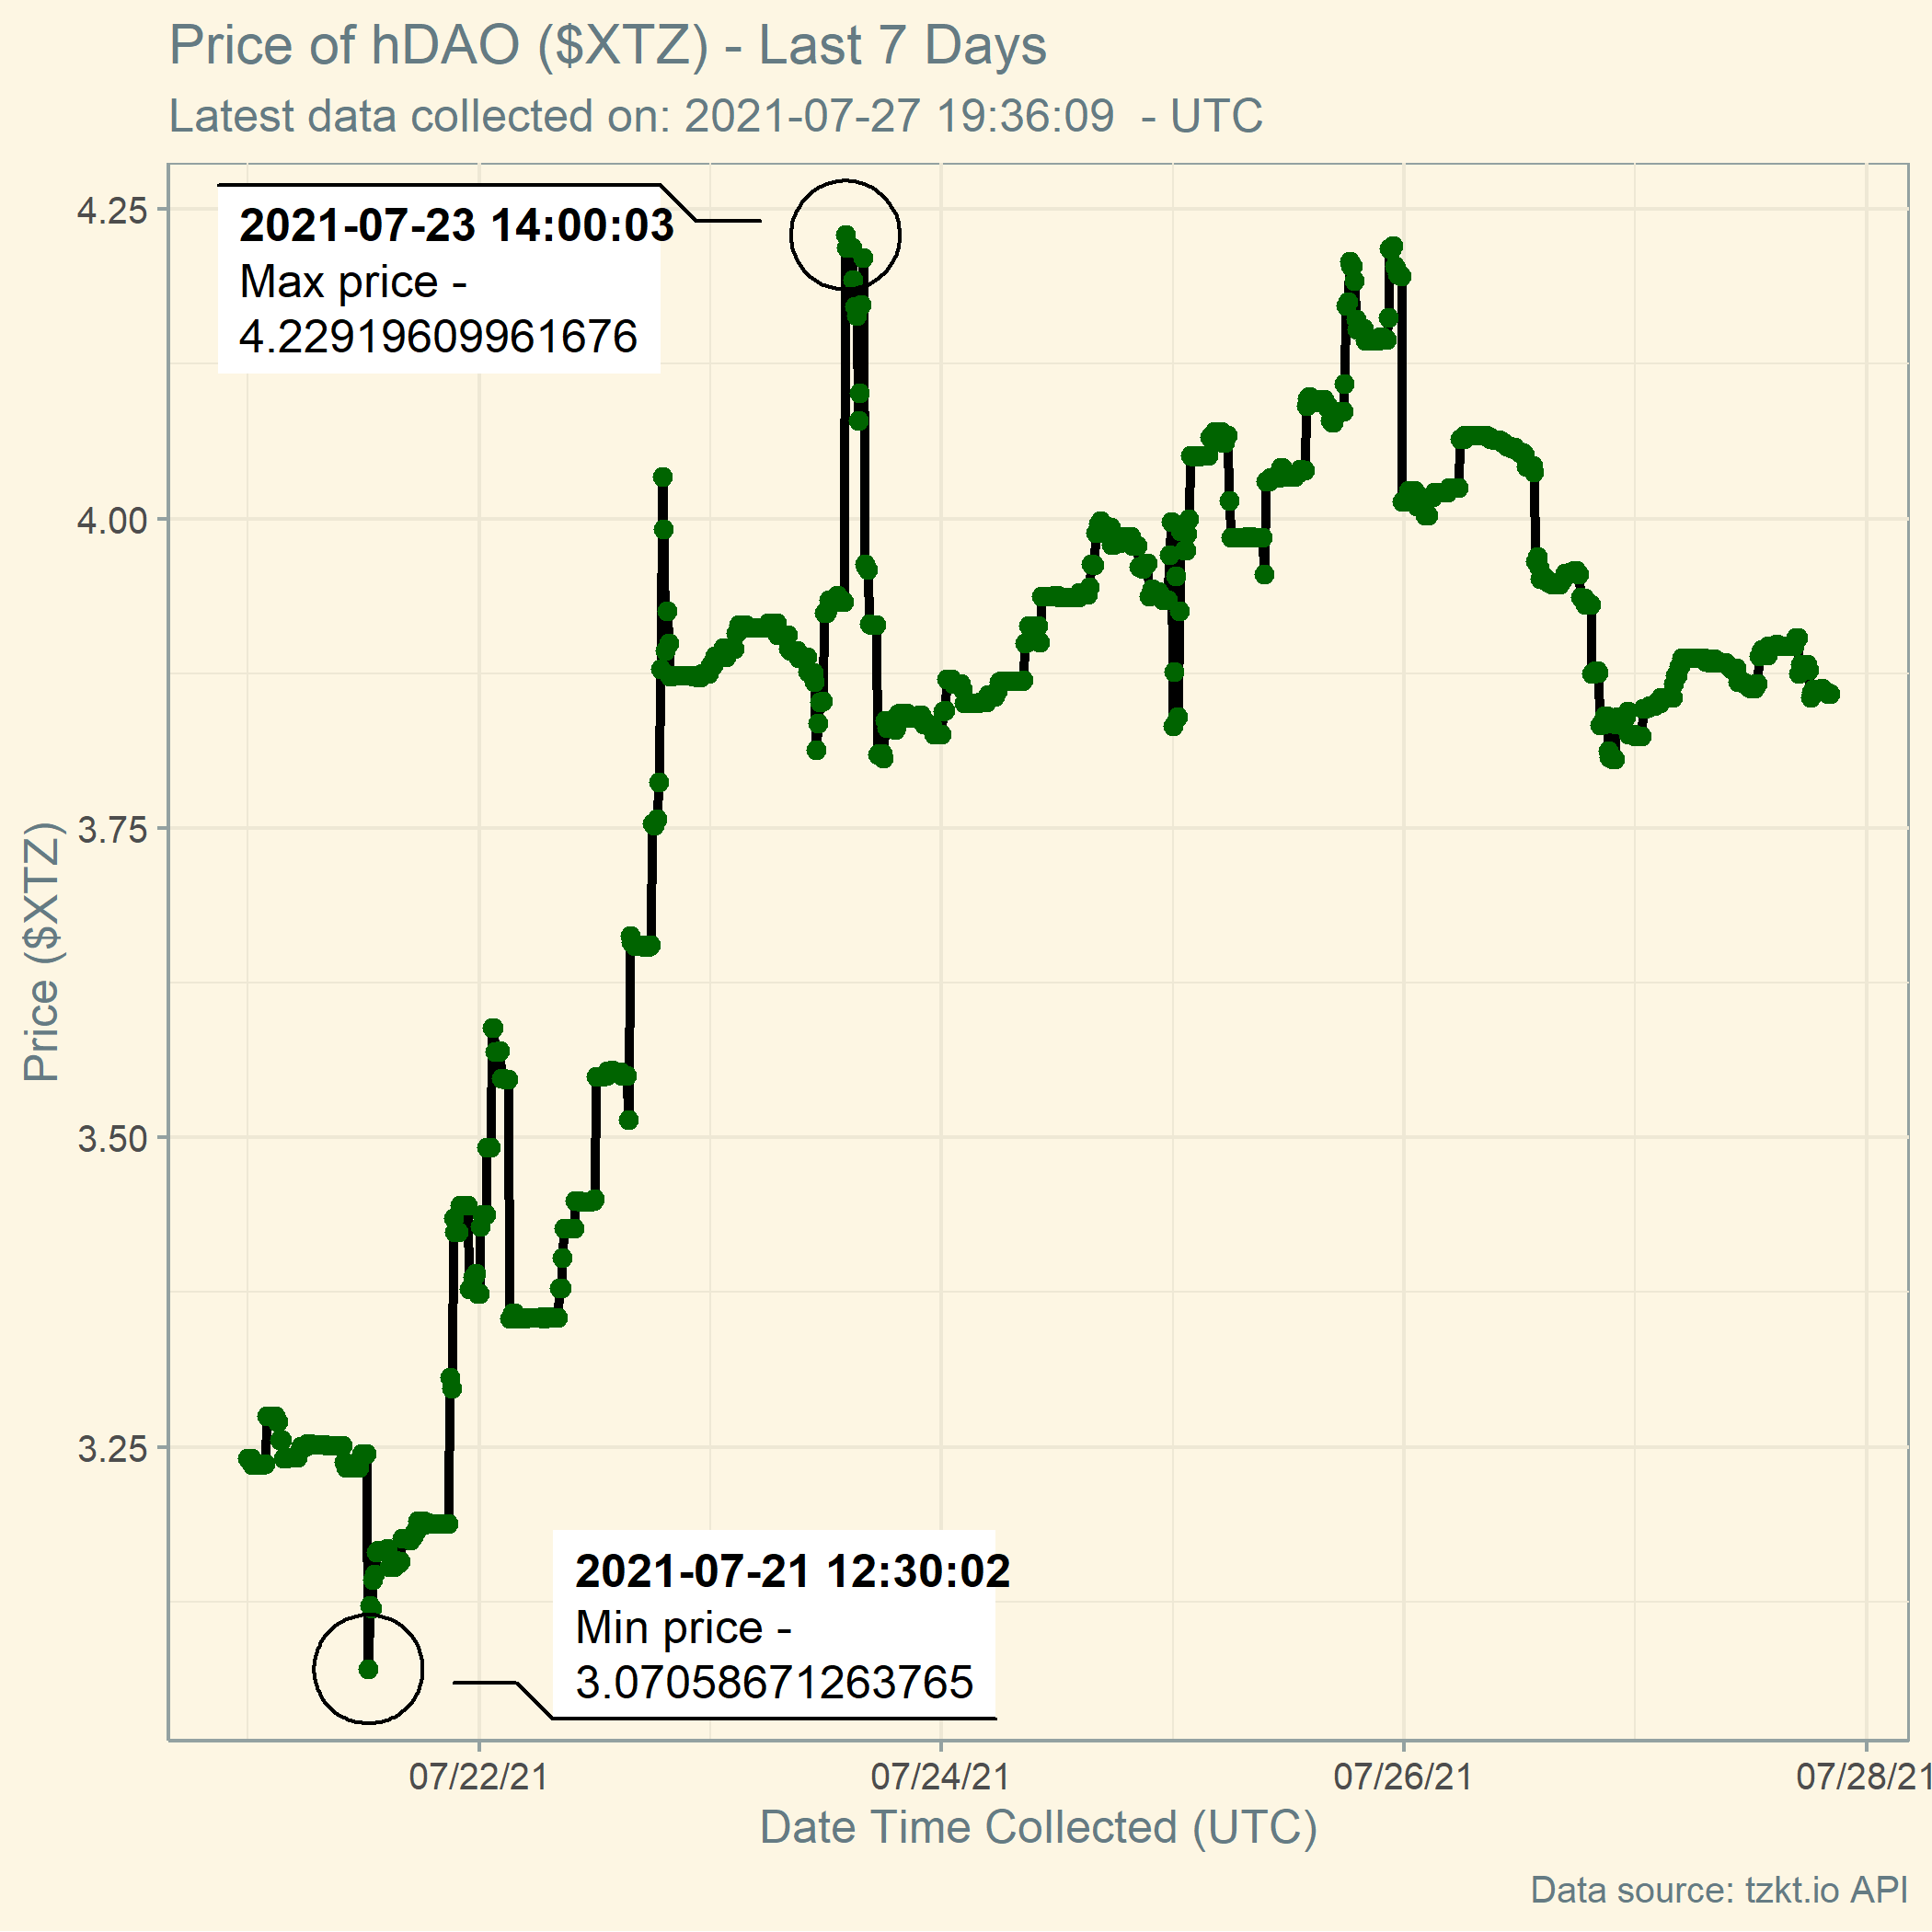 Price of hDAO ($XTZ) - Last 7 Days
Latest data collected on: 2021-07-27 19:36:09  - UTC
2021-07-23 14:00:03
Max price -
4.22919609961676
4.25
4.00
3.75
3.50
3.25
Price ($XTZ)
2021-07-21 12:30:02
Min price -
3.07058671263765
07/22/21
07/24/21
07/26/21
07/28/21
Date Time Collected (UTC)
Data source: tzkt.io API